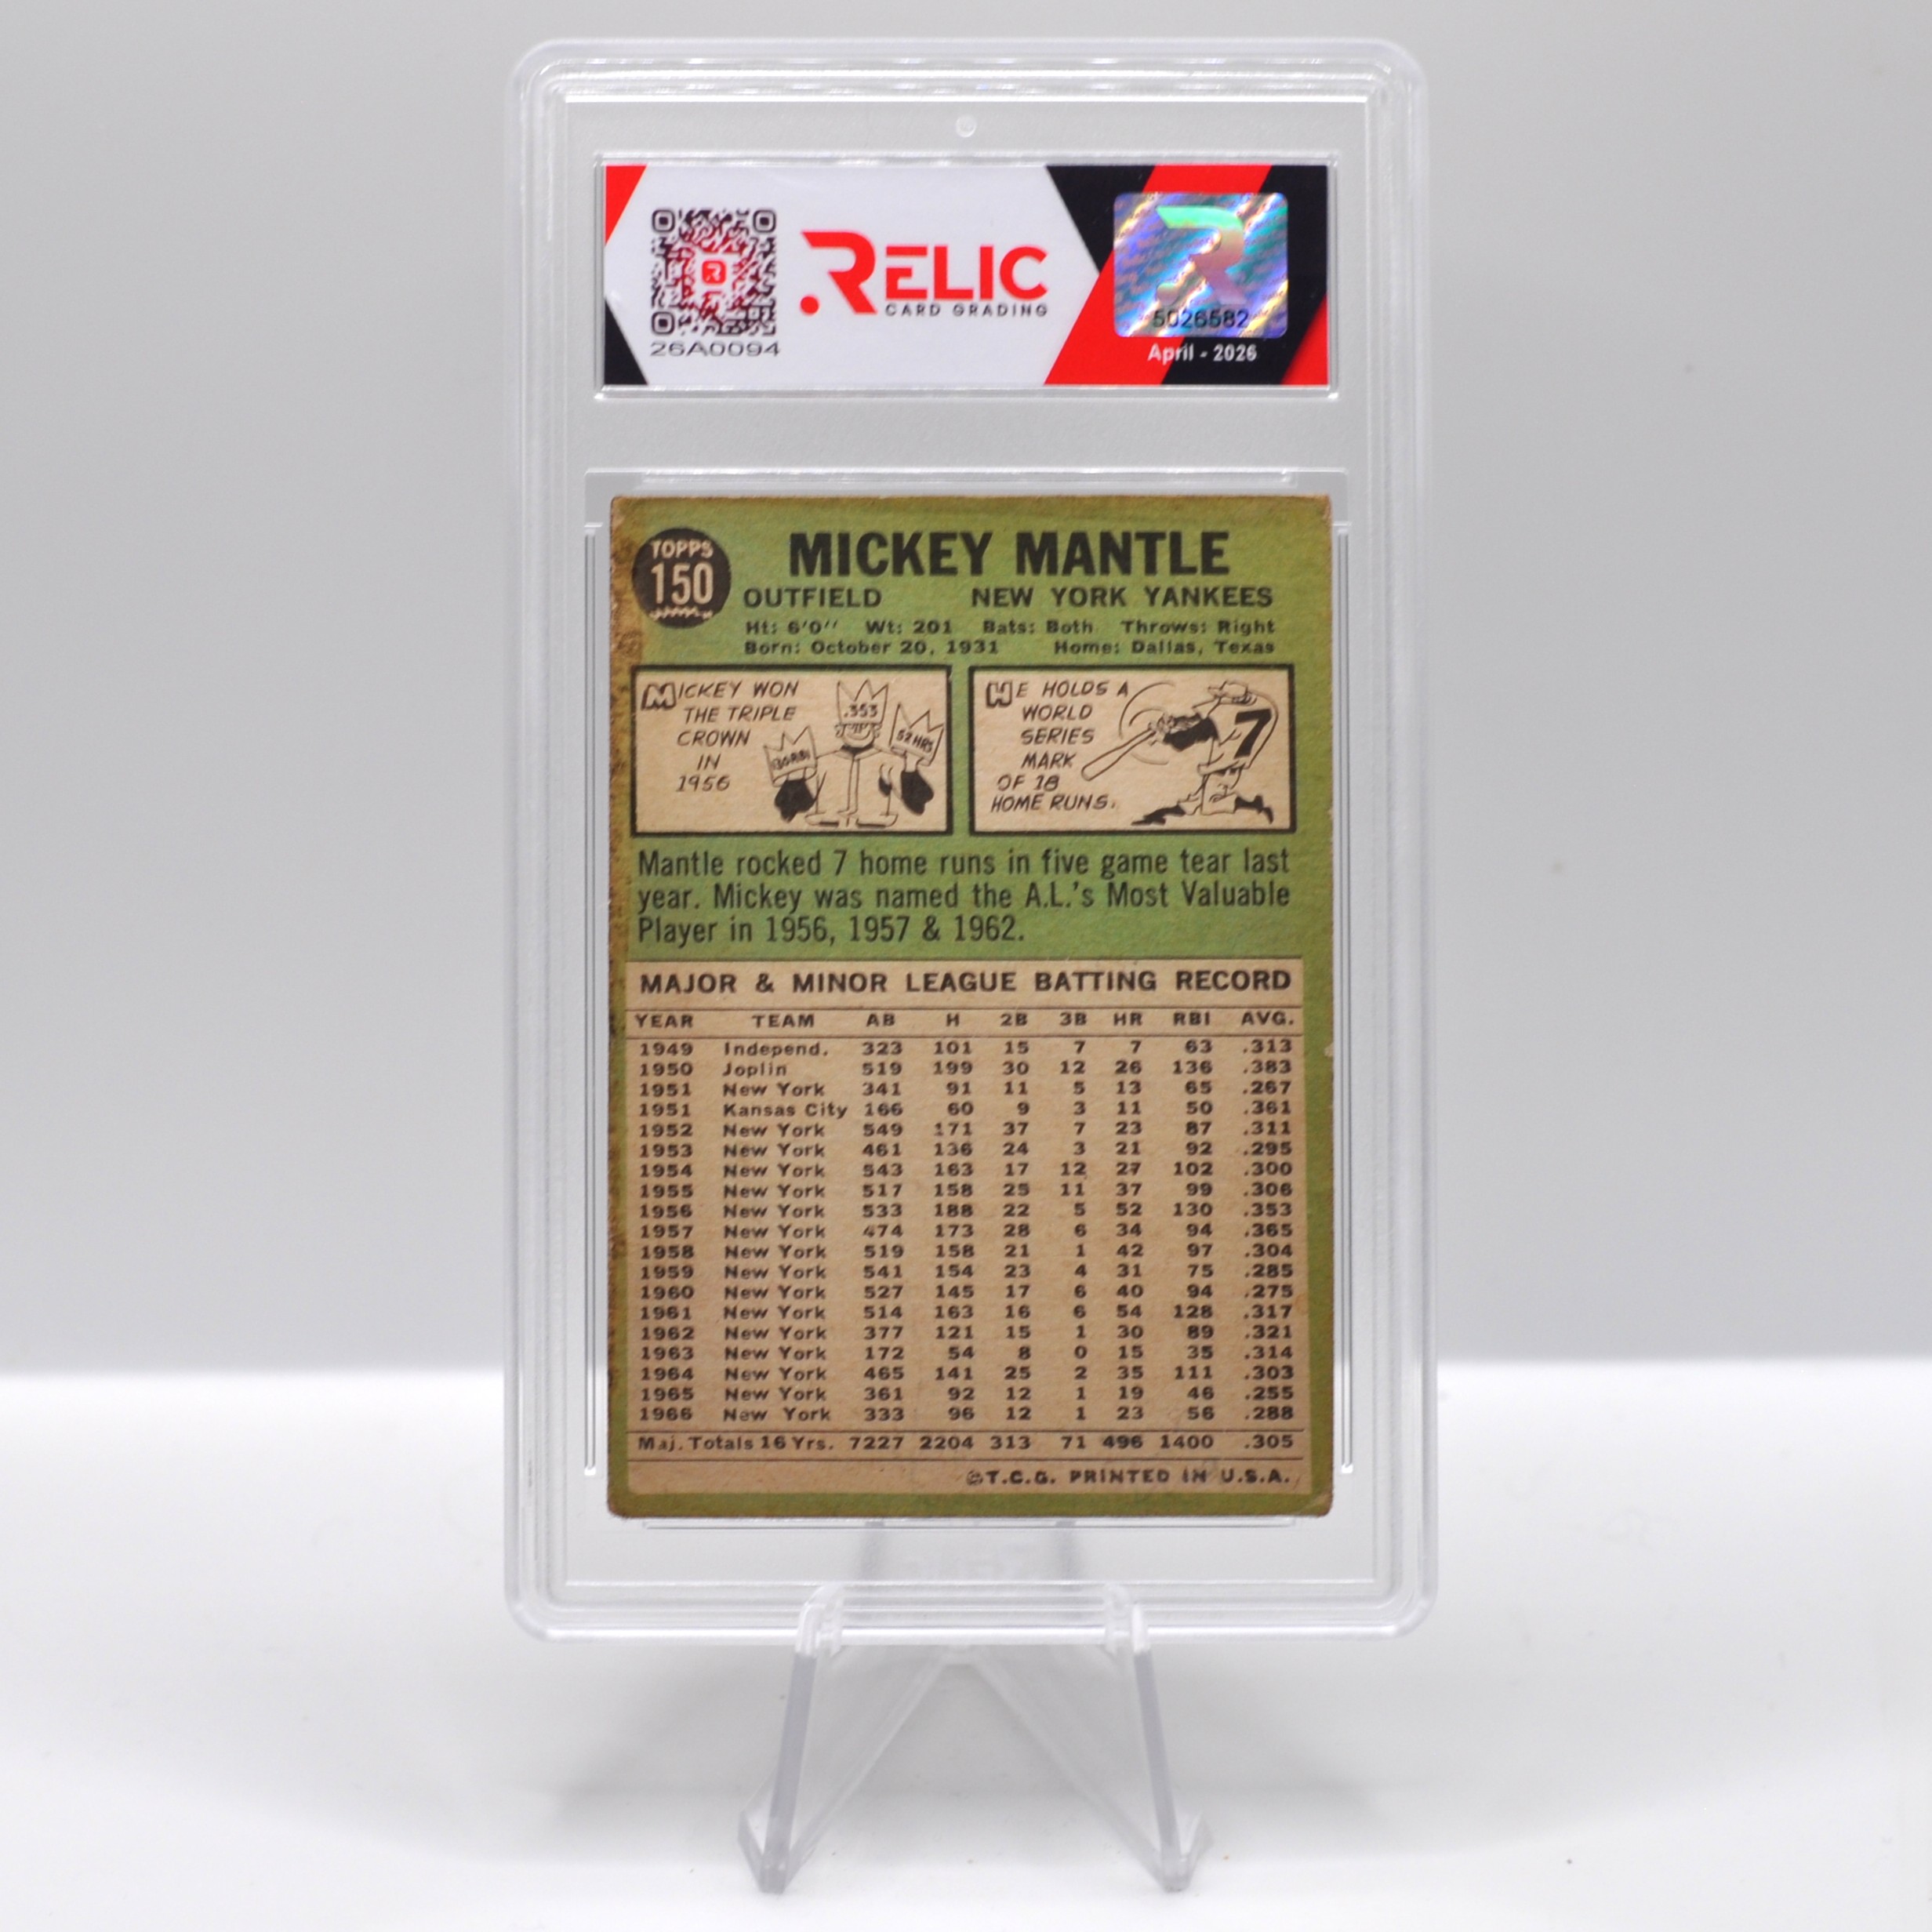 RELIC
CARD GRADING
26A0094
5026582
April - 2026
TOPPS
150
MICKEY MANTLE
OUTFIELD NEW YORK YANKEES
Ht: 6'0'' Wt: 201 Bats: Both Throws: Right
Born: October 20, 1931 Home: Dallas, Texas
MICKEY WON
THE TRIPLE
CROWN
IN
1956
.353
130RBI
52 HRS
HE HOLDS A
WORLD
SERIES
MARK
OF 18
HOME RUNS.
7
Mantle rocked 7 home runs in five game tear last
year. Mickey was named the A.L.'s Most Valuable
Player in 1956, 1957 & 1962.
MAJOR & MINOR LEAGUE BATTING RECORD
YEAR TEAM AB H 2B 3B HR RBI AVG.
1949 Independ. 323 101 15 7 7 63 .313
1950 Joplin 519 199 30 12 26 136 .383
1951 New York 341 91 11 5 13 65 .267
1951 Kansas City 166 60 9 3 11 50 .361
1952 New York 549 171 37 7 23 87 .311
1953 New York 461 136 24 3 21 92 .295
1954 New York 543 163 17 12 27 102 .300
1955 New York 517 158 25 11 37 99 .306
1956 New York 533 188 22 5 52 130 .353
1957 New York 474 173 28 6 34 94 .365
1958 New York 519 158 21 1 42 97 .304
1959 New York 541 154 23 4 31 75 .285
1960 New York 527 145 17 6 40 94 .275
1961 New York 514 163 16 6 54 128 .317
1962 New York 377 121 15 1 30 89 .321
1963 New York 172 54 8 0 15 35 .314
1964 New York 465 141 25 2 35 111 .303
1965 New York 361 92 12 1 19 46 .255
1966 New York 333 96 12 1 23 56 .288
Maj. Totals 16 Yrs. 7227 2204 313 71 496 1400 .305
©T.C.G. PRINTED IN U.S.A.